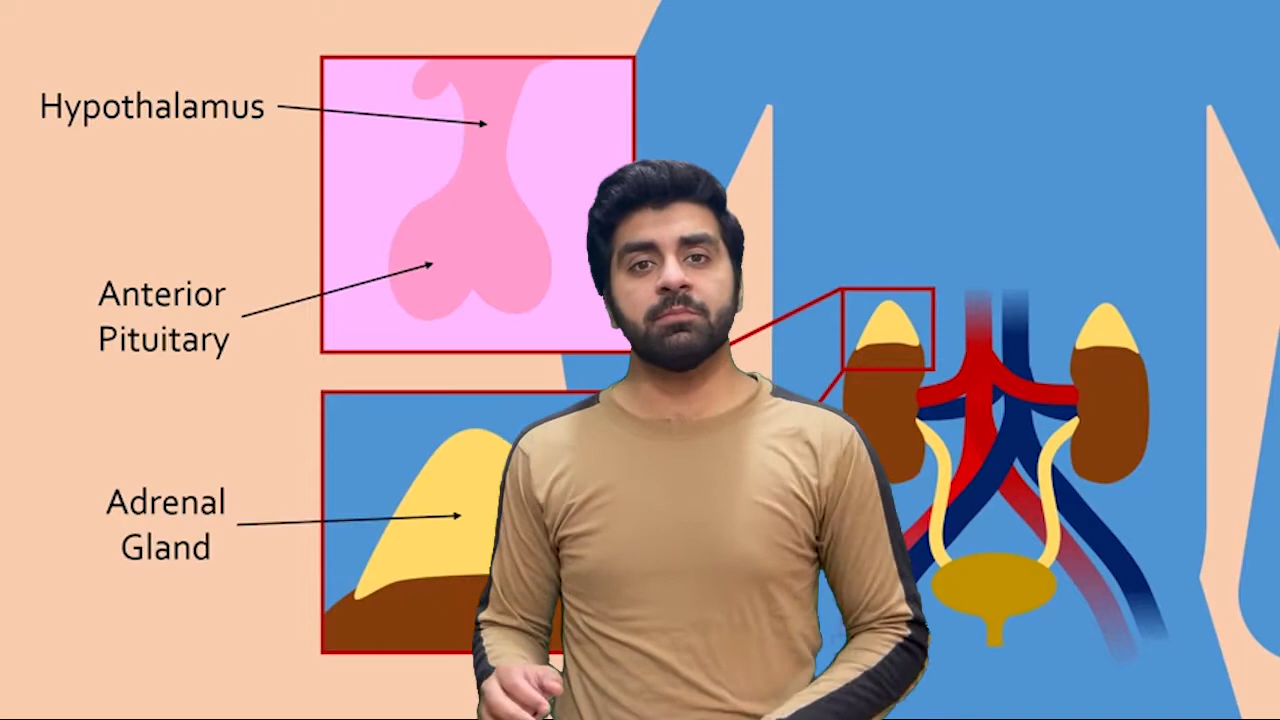 Hypothalamus
Anterior
Pituitary
Adrenal
Gland